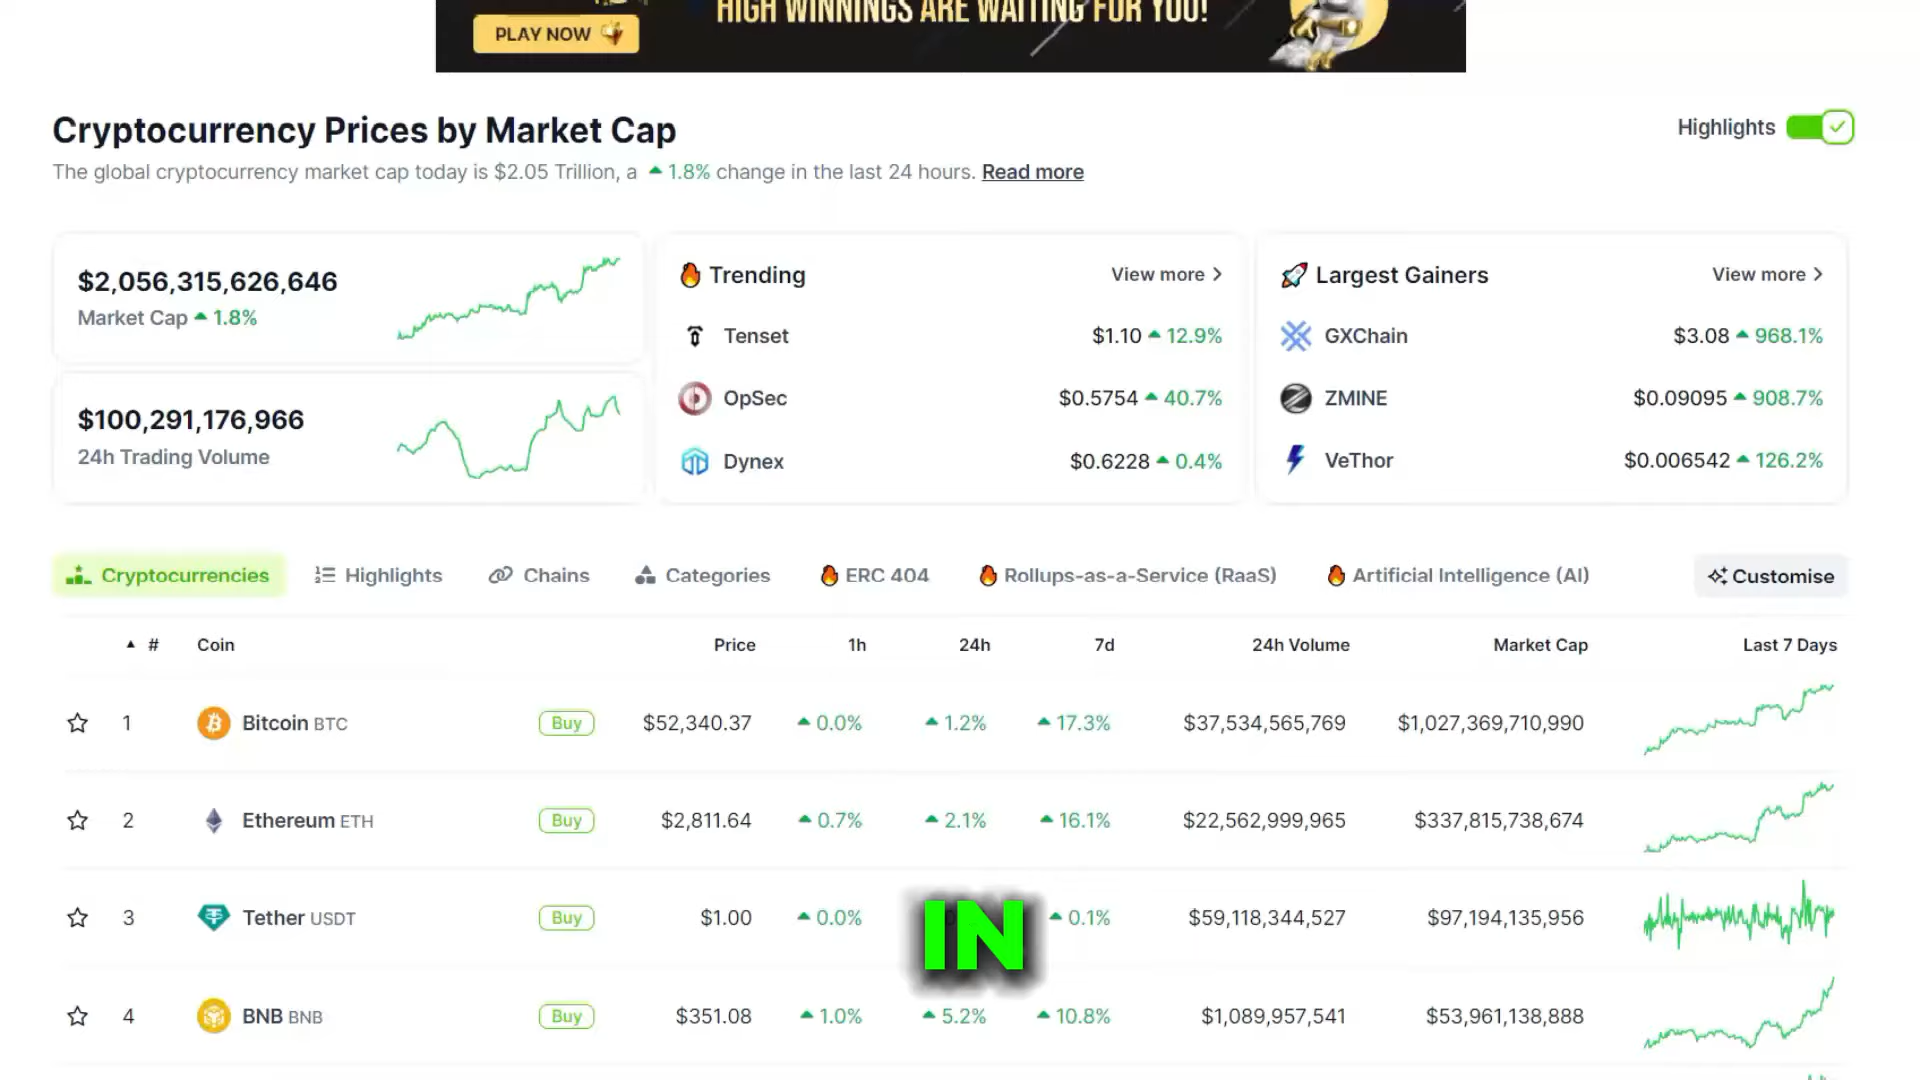 HIGH WINNINGS ARE WAITING FOR YOU!
PLAY NOW
Cryptocurrency Prices by Market Cap
Highlights
The global cryptocurrency market cap today is $2.05 Trillion, a 1.8% change in the last 24 hours. Read more
$2,056,315,626,646
Market Cap 1.8%
$100,291,176,966
24h Trading Volume
Trending View more
Tenset $1.10 12.9%
OpSec $0.5754 40.7%
Dynex $0.6228 0.4%
Largest Gainers View more
GXChain $3.08 968.1%
ZMINE $0.09095 908.7%
VeThor $0.006542 126.2%
Cryptocurrencies Highlights Chains Categories ERC 404 Rollups-as-a-Service (RaaS) Artificial Intelligence (AI) Customise
# Coin Price 1h 24h 7d 24h Volume Market Cap Last 7 Days
1 Bitcoin BTC Buy $52,340.37 0.0% 1.2% 17.3% $37,534,565,769 $1,027,369,710,990
2 Ethereum ETH Buy $2,811.64 0.7% 2.1% 16.1% $22,562,999,965 $337,815,738,674
3 Tether USDT Buy $1.00 0.0% 0.1% $59,118,344,527 $97,194,135,956
IN
4 BNB BNB Buy $351.08 1.0% 5.2% 10.8% $1,089,957,541 $53,961,138,888